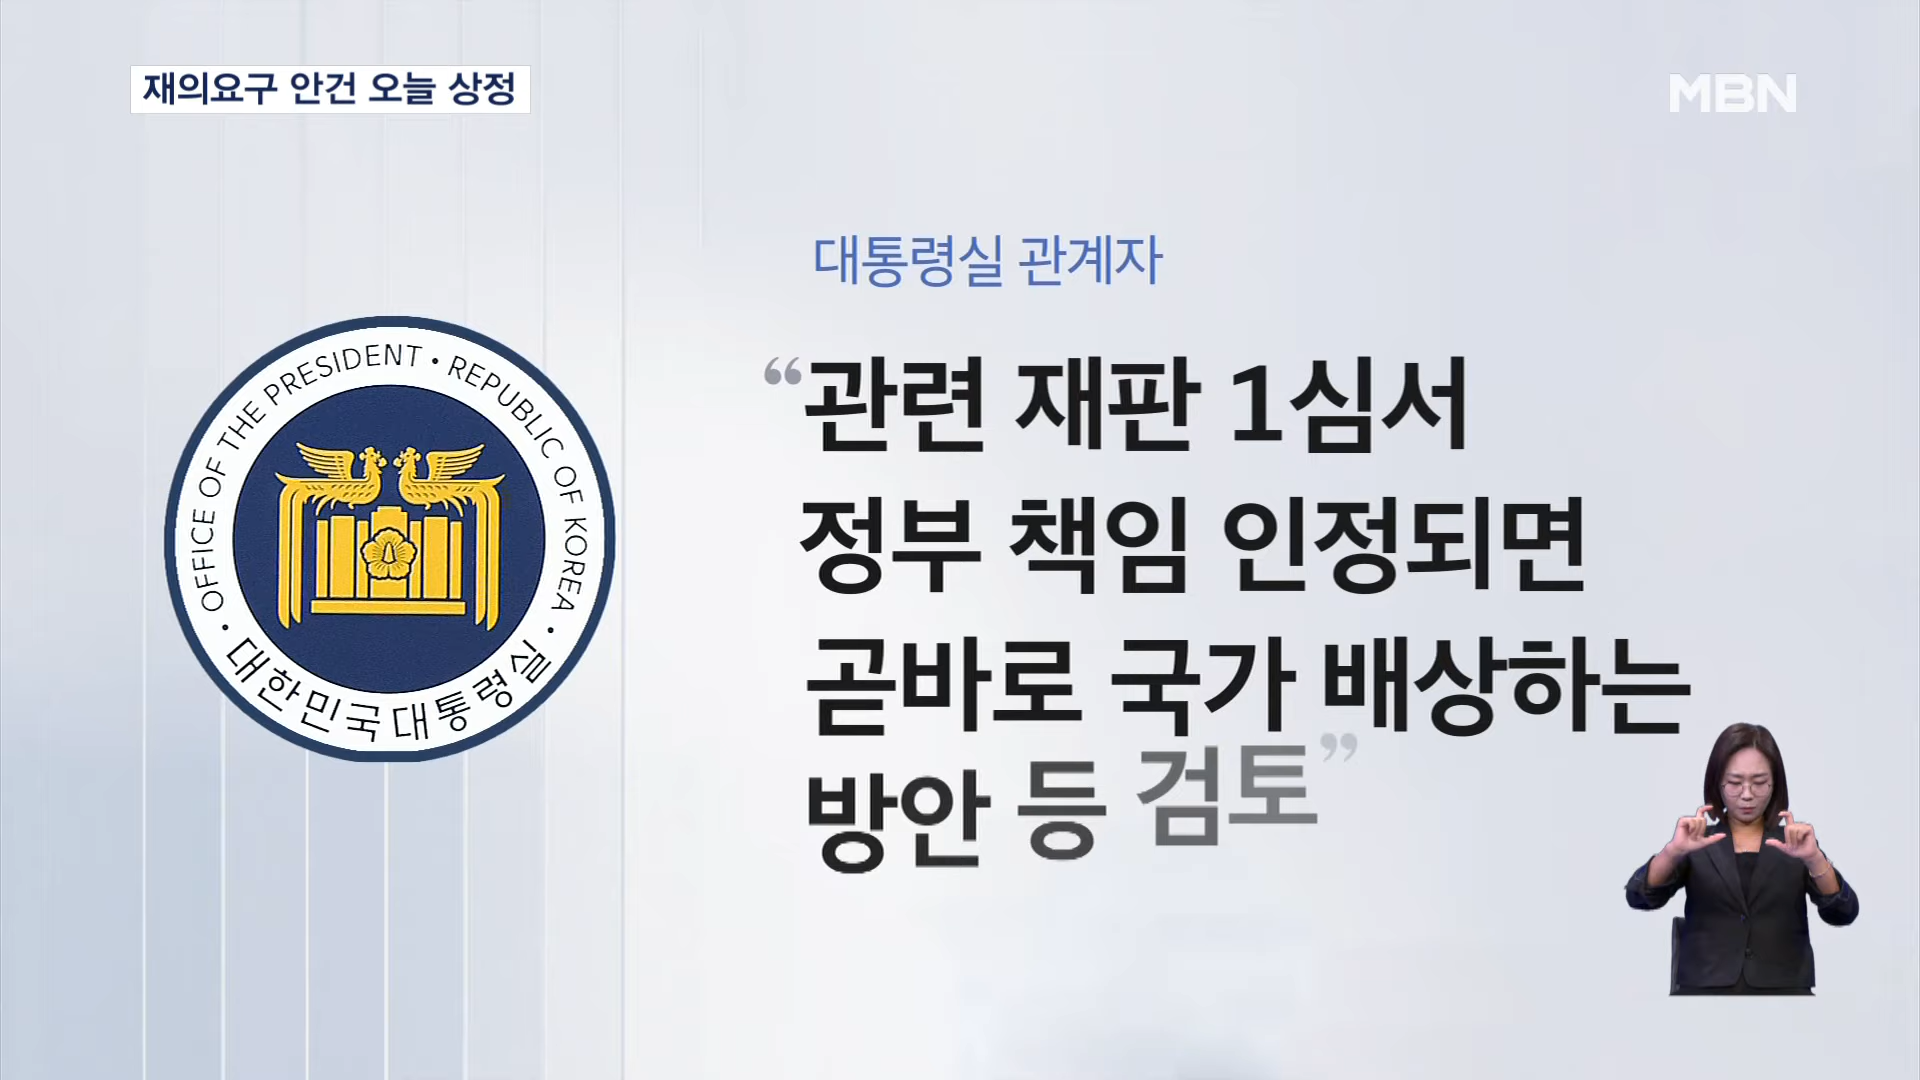 재의요구 안건 오늘 상정
MBN
대통령실 관계자
“관련 재판 1심서
정부 책임 인정되면
곧바로 국가 배상하는
방안 등 검토”
• OFFICE OF THE PRESIDENT • REPUBLIC OF KOREA •
대한민국대통령실